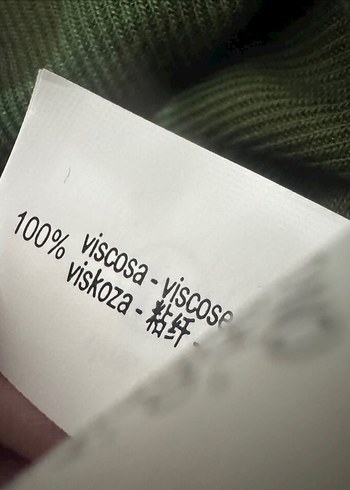 100% viscosa - viscose
viskoza - 粘纤 -